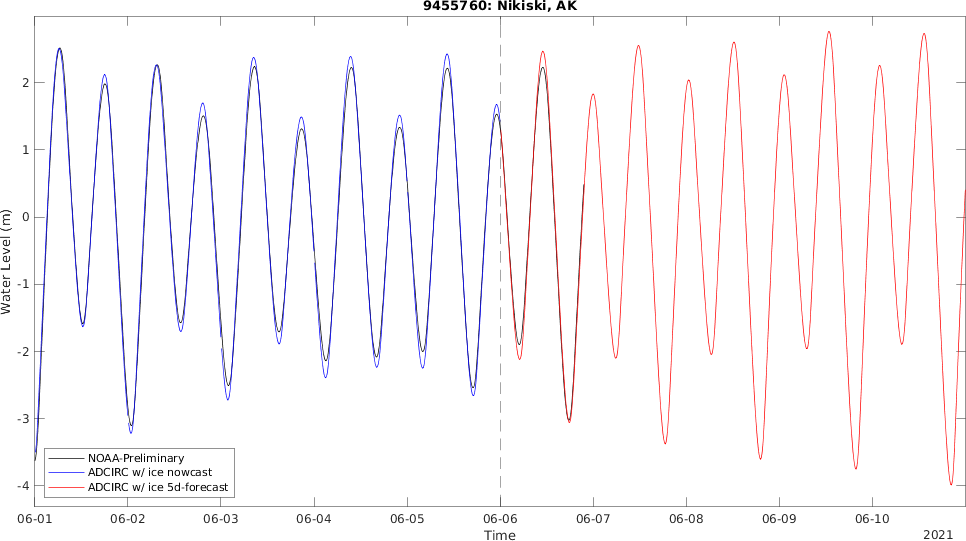 9455760: Nikiski, AK
Water Level (m)
2
1
0
-1
-2
-3
-4
NOAA-Preliminary
ADCIRC w/ ice nowcast
ADCIRC w/ ice 5d-forecast
06-01 06-02 06-03 06-04 06-05 06-06 06-07 06-08 06-09 06-10
Time
2021